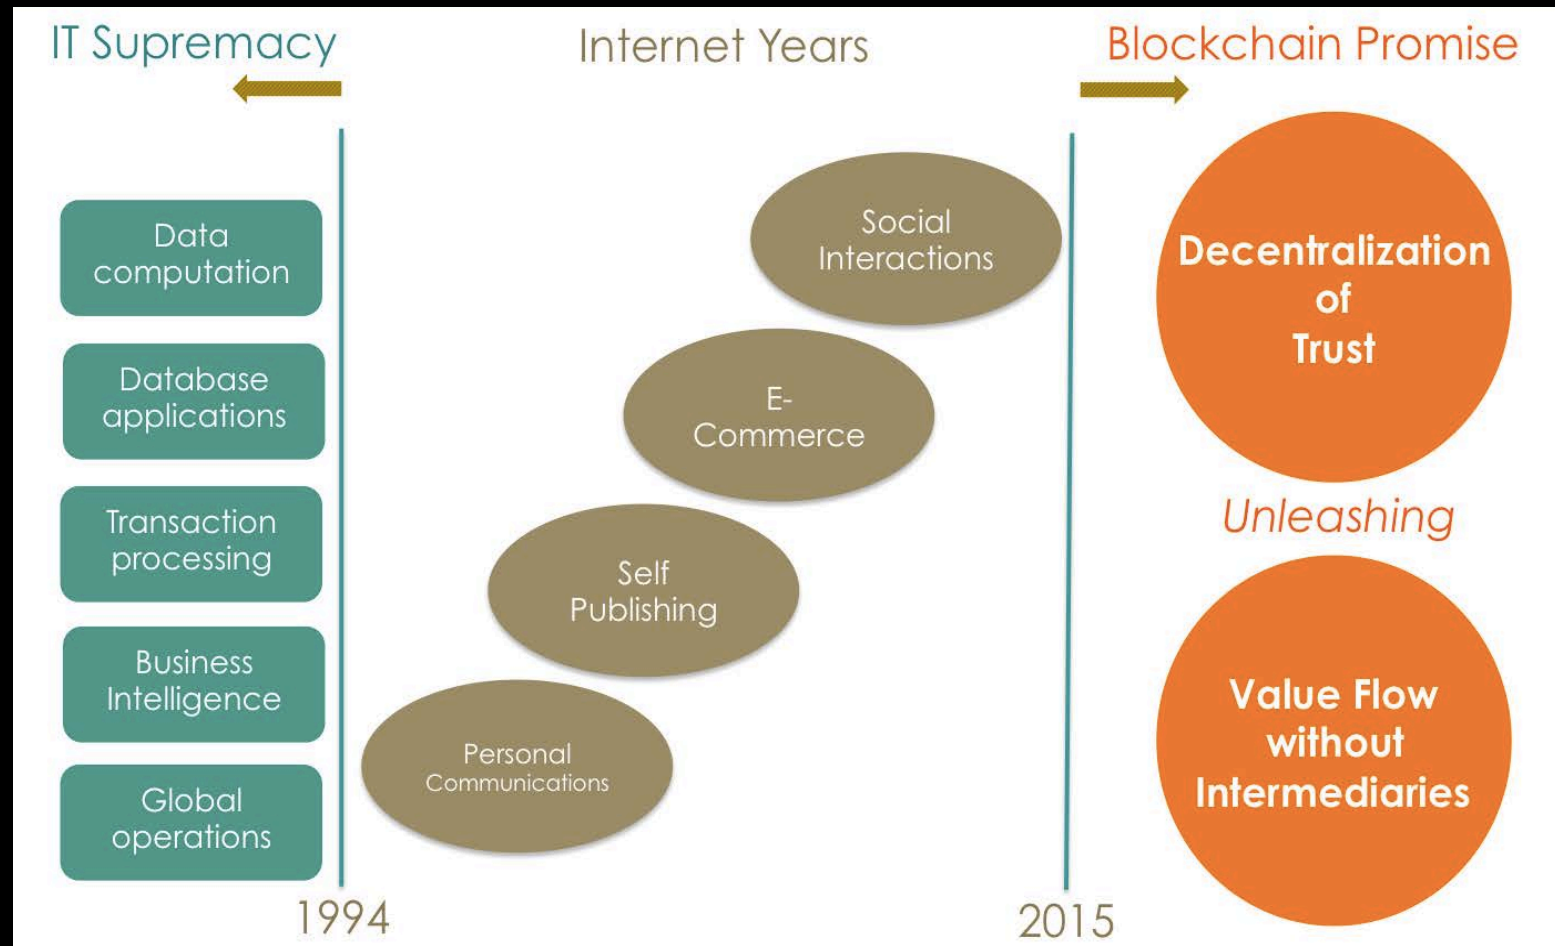 IT Supremacy
Internet Years
Blockchain Promise
Data
computation
Database
applications
Transaction
processing
Business
Intelligence
Global
operations
Social
Interactions
E-
Commerce
Self
Publishing
Personal
Communications
1994
2015
Decentralization
of
Trust
Unleashing
Value Flow
without
Intermediaries